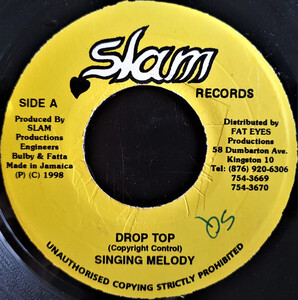 slam
RECORDS
SIDE A
Produced By
SLAM
Productions
Engineers
Bulby & Fatta
Made in Jamaica
(P) (C) 1998
Distributed by
FAT EYES
Productions
58 Dumbarton Ave.
Kingston 10
Tel: (876) 920-6306
754-3669
754-3670
DROP TOP
(Copyright Control)
SINGING MELODY
UNAUTHORISED COPYING STRICTLY PROHIBITED